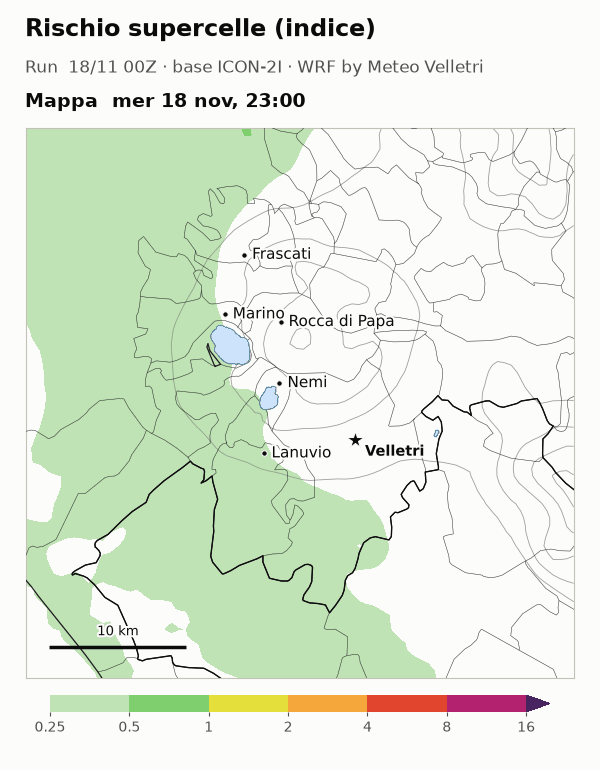 Rischio supercelle (indice)
Run  18/11 00Z · base ICON-2I · WRF by Meteo Velletri
Mappa  mer 18 nov, 23:00
Frascati
Marino
Rocca di Papa
Nemi
Velletri
Lanuvio
10 km
0.25 0.5 1 2 4 8 16